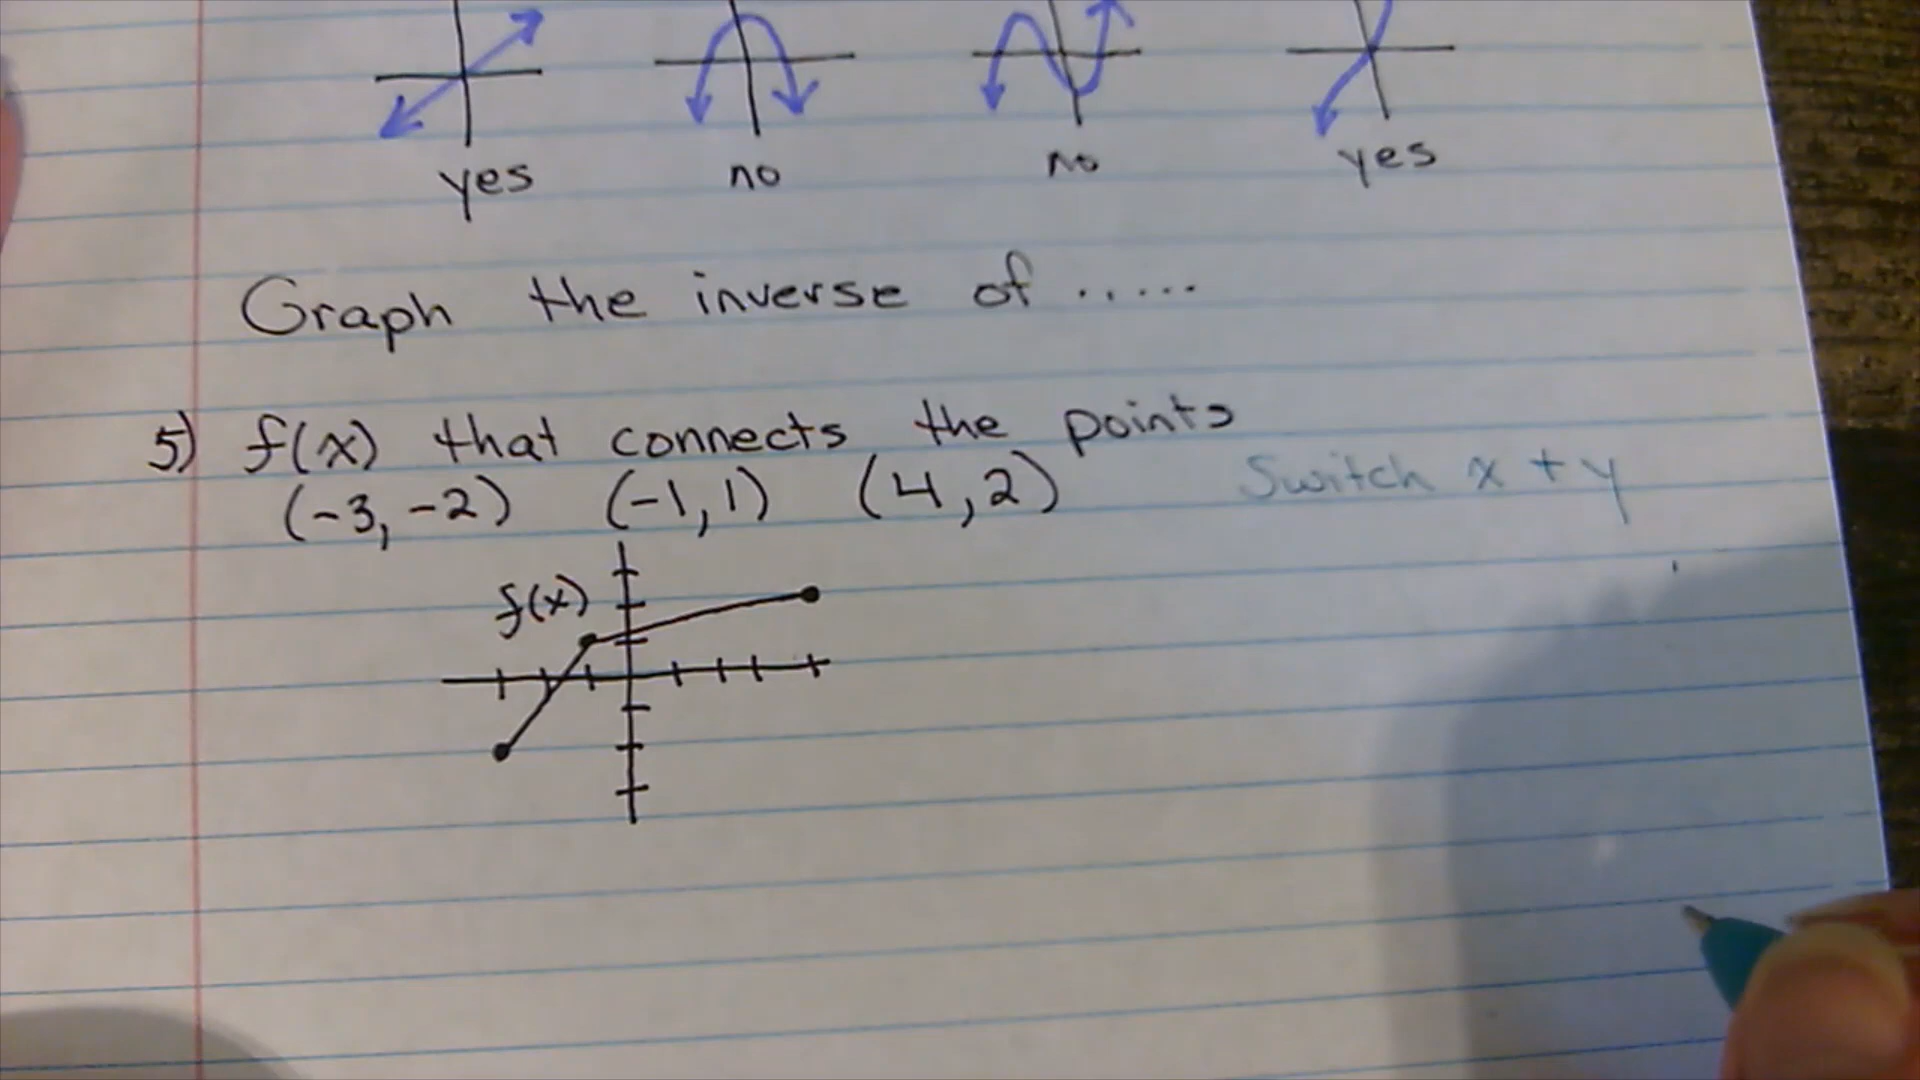 yes no no yes
Graph the inverse of .....
5) f(x) that connects the points
(-3, -2) (-1, 1) (4, 2) Switch x + y
f(x)